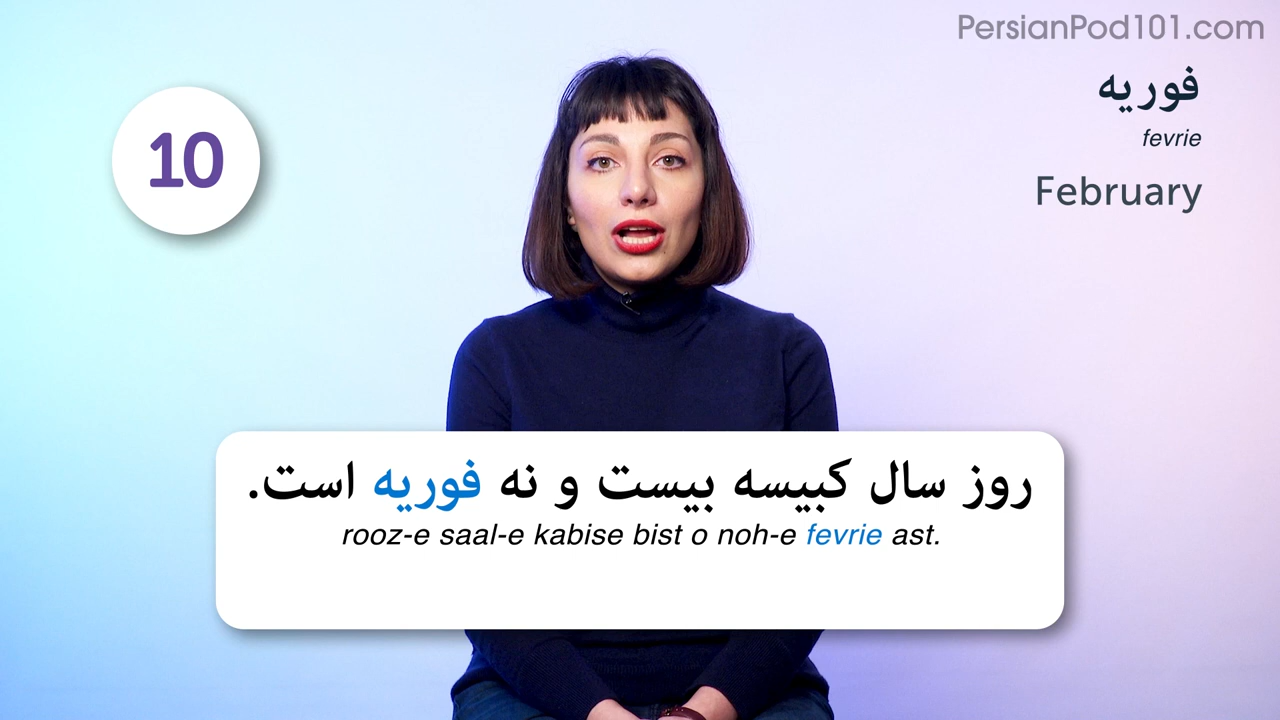 PersianPod101.com
10
فوریه
fevrie
February
روز سال کبیسه بیست و نه فوریه است.
rooz-e saal-e kabise bist o noh-e fevrie ast.